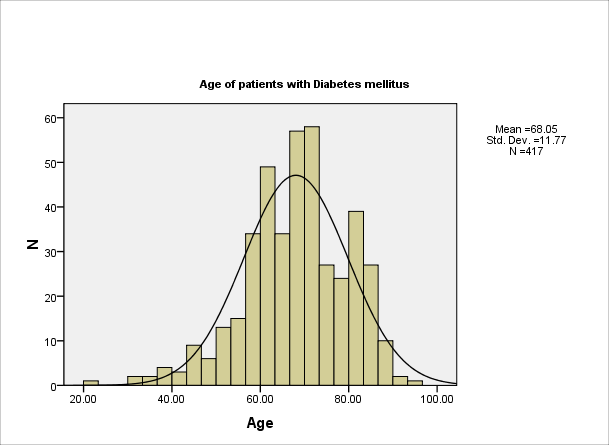 Age of patients with Diabetes mellitus
Mean =68.05
Std. Dev. =11.77
N =417
N
60
50
40
30
20
10
0
20.00 40.00 60.00 80.00 100.00
Age